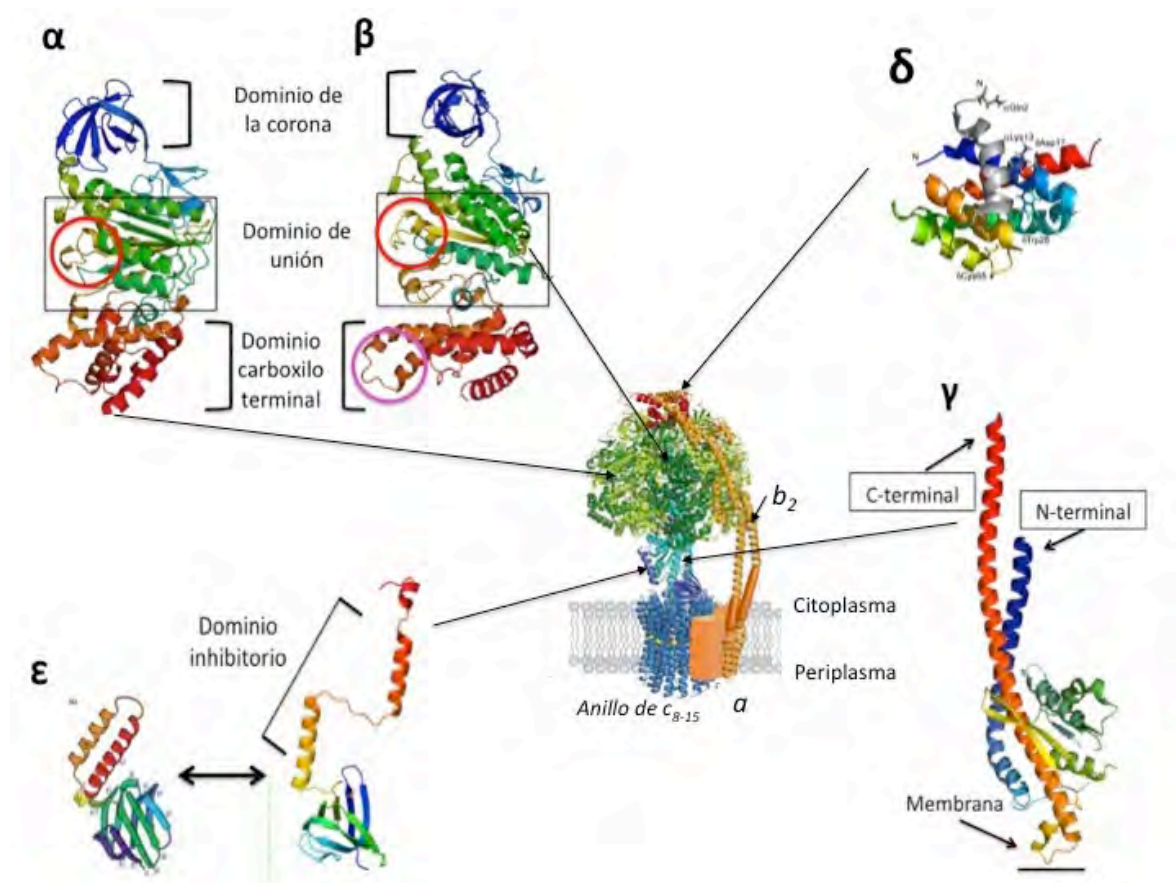 α
β
δ
Dominio de
la corona
Dominio de
unión
Dominio
carboxilo
terminal
N
N
γ
C-terminal
N-terminal
b2
Citoplasma
Periplasma
Anillo de c8-15
a
Membrana
Dominio
inhibitorio
ε